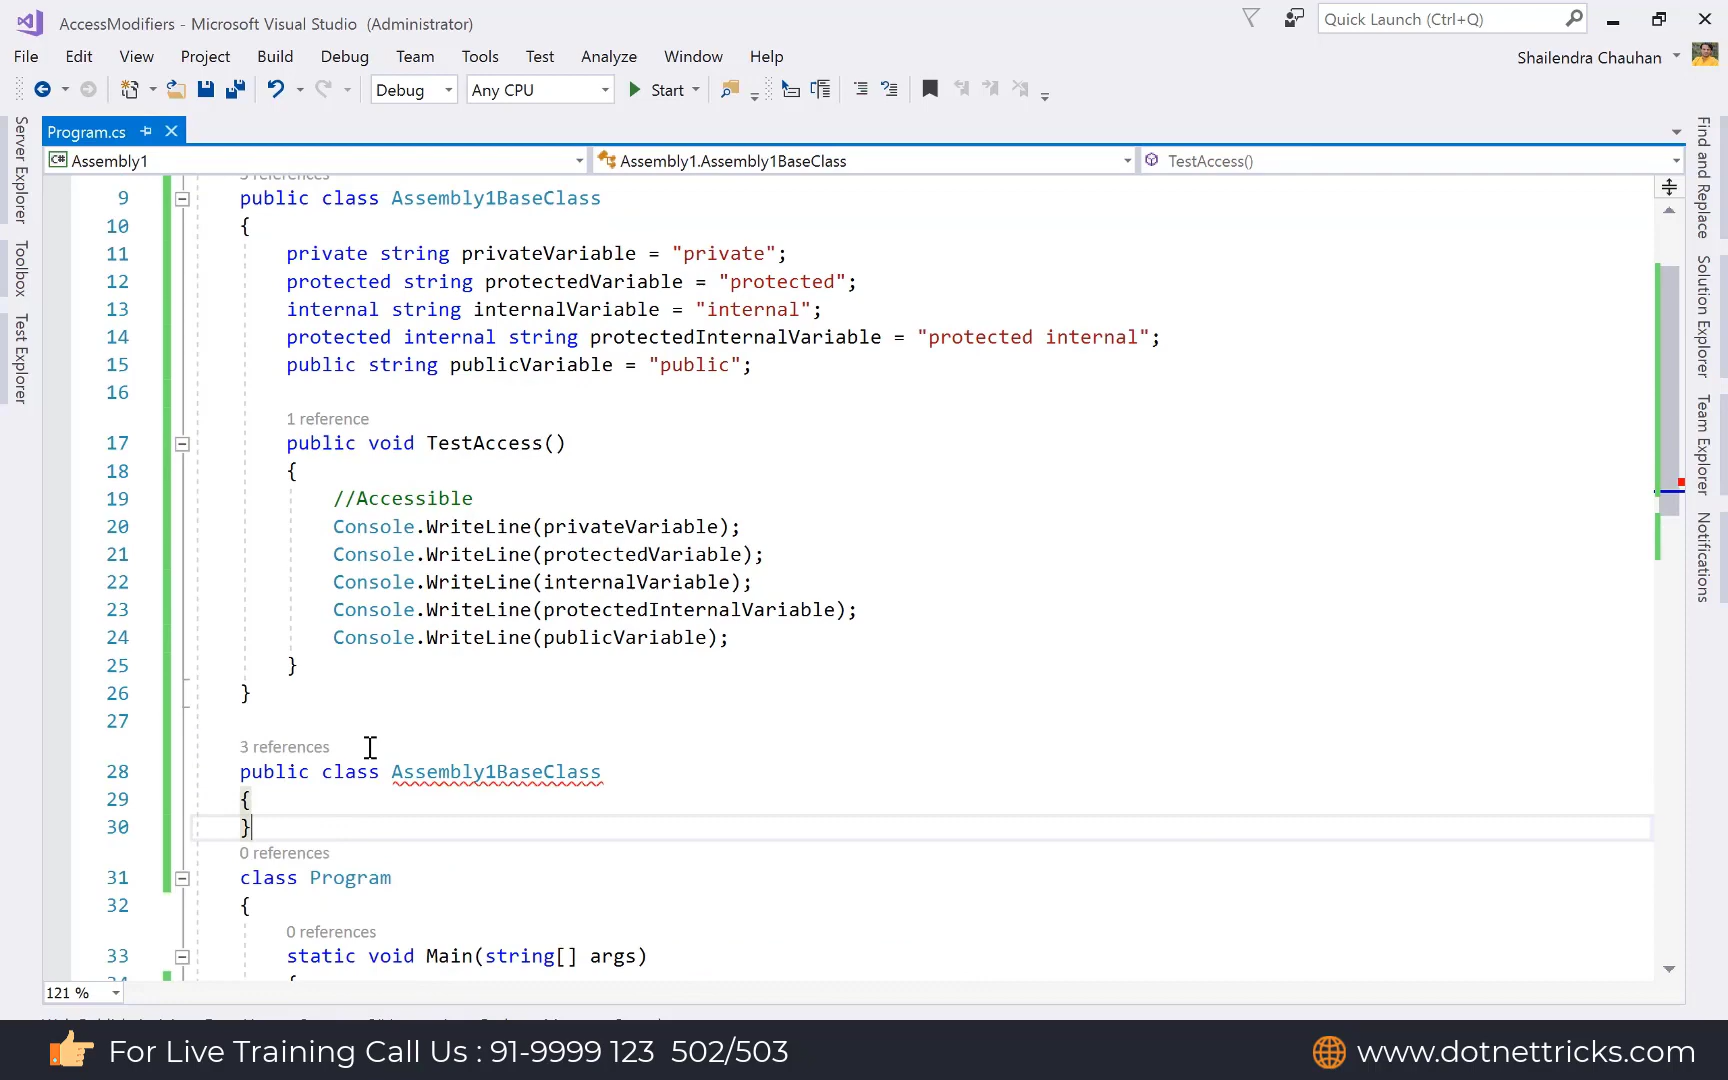 AccessModifiers - Microsoft Visual Studio (Administrator)
Quick Launch (Ctrl+Q)
File Edit View Project Build Debug Team Tools Test Analyze Window Help
Shailendra Chauhan
Debug Any CPU Start
Server Explorer
Toolbox
Test Explorer
Program.cs
C# Assembly1 Assembly1.Assembly1BaseClass TestAccess()
9 public class Assembly1BaseClass
10 {
11 private string privateVariable = "private";
12 protected string protectedVariable = "protected";
13 internal string internalVariable = "internal";
14 protected internal string protectedInternalVariable = "protected internal";
15 public string publicVariable = "public";
16
1 reference
17 public void TestAccess()
18 {
19 //Accessible
20 Console.WriteLine(privateVariable);
21 Console.WriteLine(protectedVariable);
22 Console.WriteLine(internalVariable);
23 Console.WriteLine(protectedInternalVariable);
24 Console.WriteLine(publicVariable);
25 }
26 }
27
3 references
28 public class Assembly1BaseClass
29 {
30 }
0 references
31 class Program
32 {
0 references
33 static void Main(string[] args)
121 %
Find and Replace
Solution Explorer
Team Explorer
Notifications
For Live Training Call Us : 91-9999 123 502/503
www.dotnettricks.com